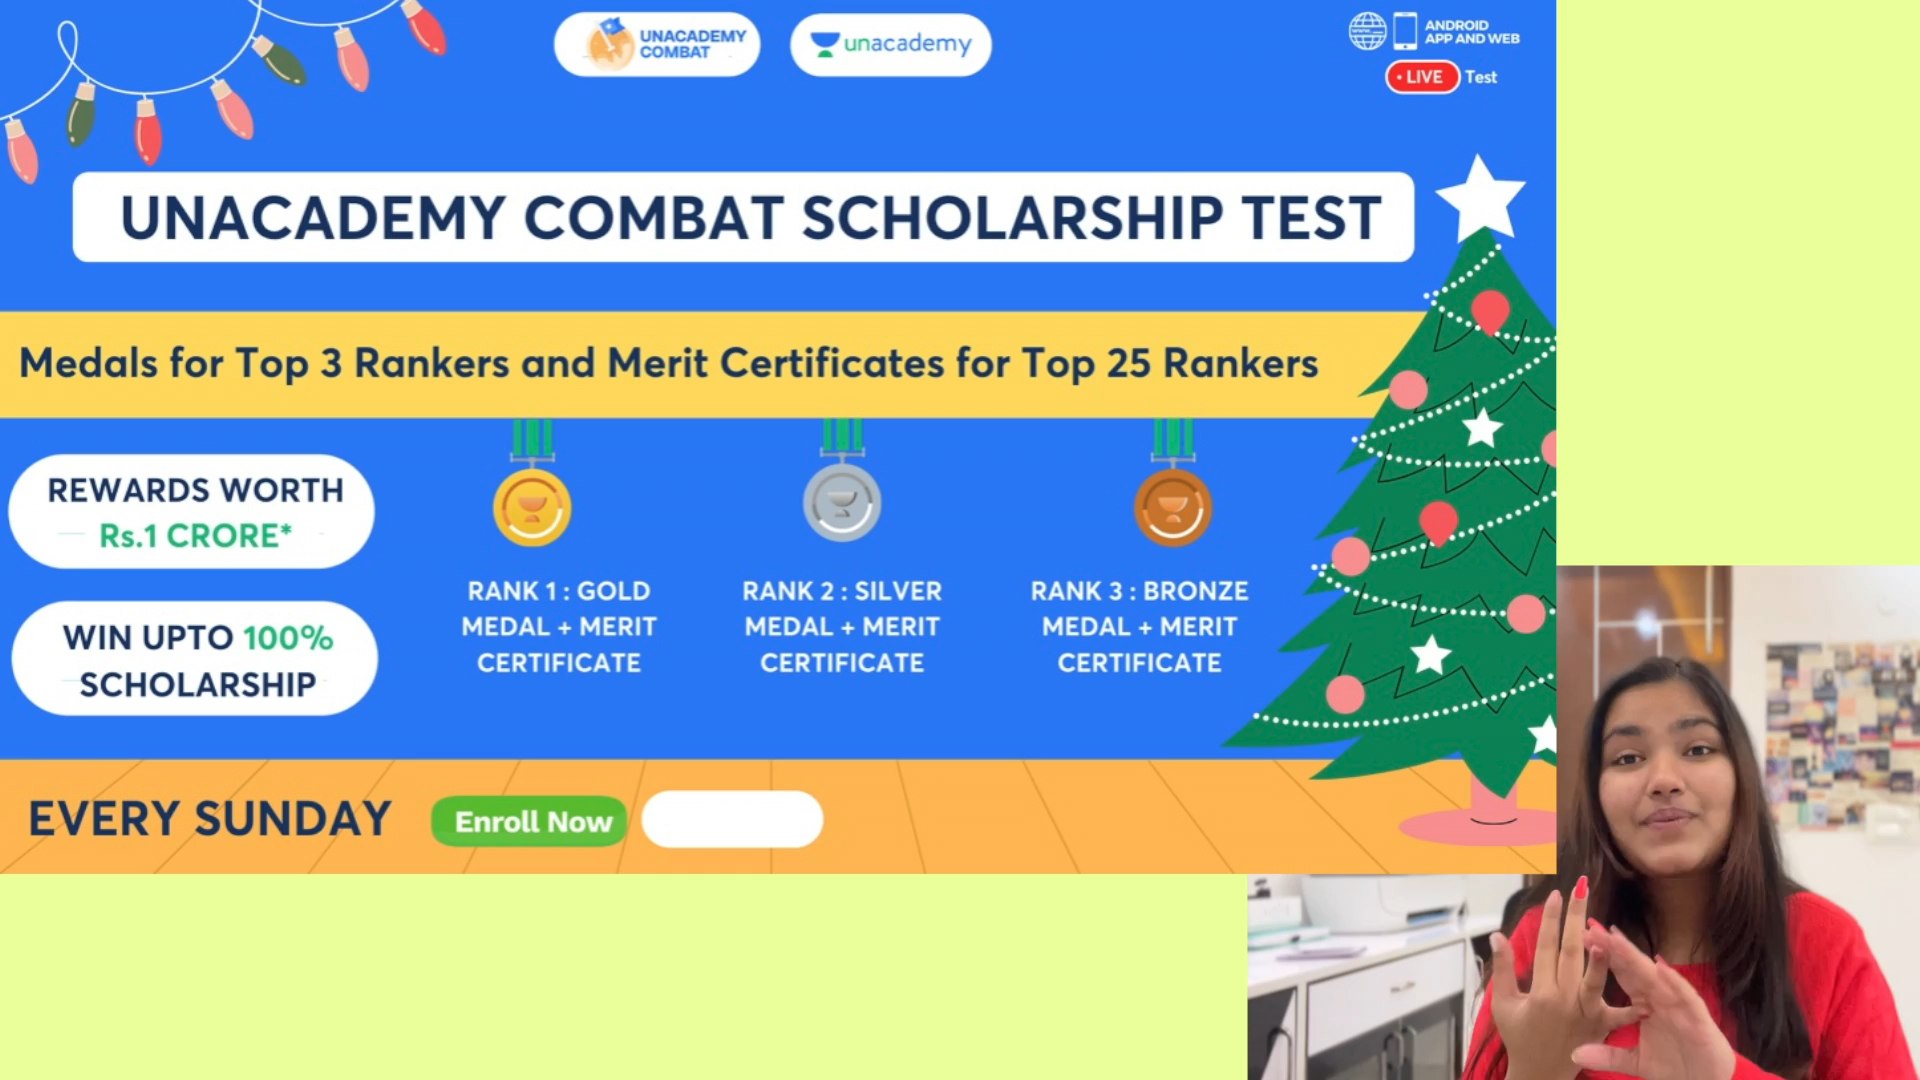 UNACADEMY
COMBAT
unacademy
ANDROID
APP AND WEB
• LIVE Test
UNACADEMY COMBAT SCHOLARSHIP TEST
Medals for Top 3 Rankers and Merit Certificates for Top 25 Rankers
REWARDS WORTH
Rs.1 CRORE*
WIN UPTO 100%
SCHOLARSHIP
RANK 1 : GOLD
MEDAL + MERIT
CERTIFICATE
RANK 2 : SILVER
MEDAL + MERIT
CERTIFICATE
RANK 3 : BRONZE
MEDAL + MERIT
CERTIFICATE
EVERY SUNDAY
Enroll Now